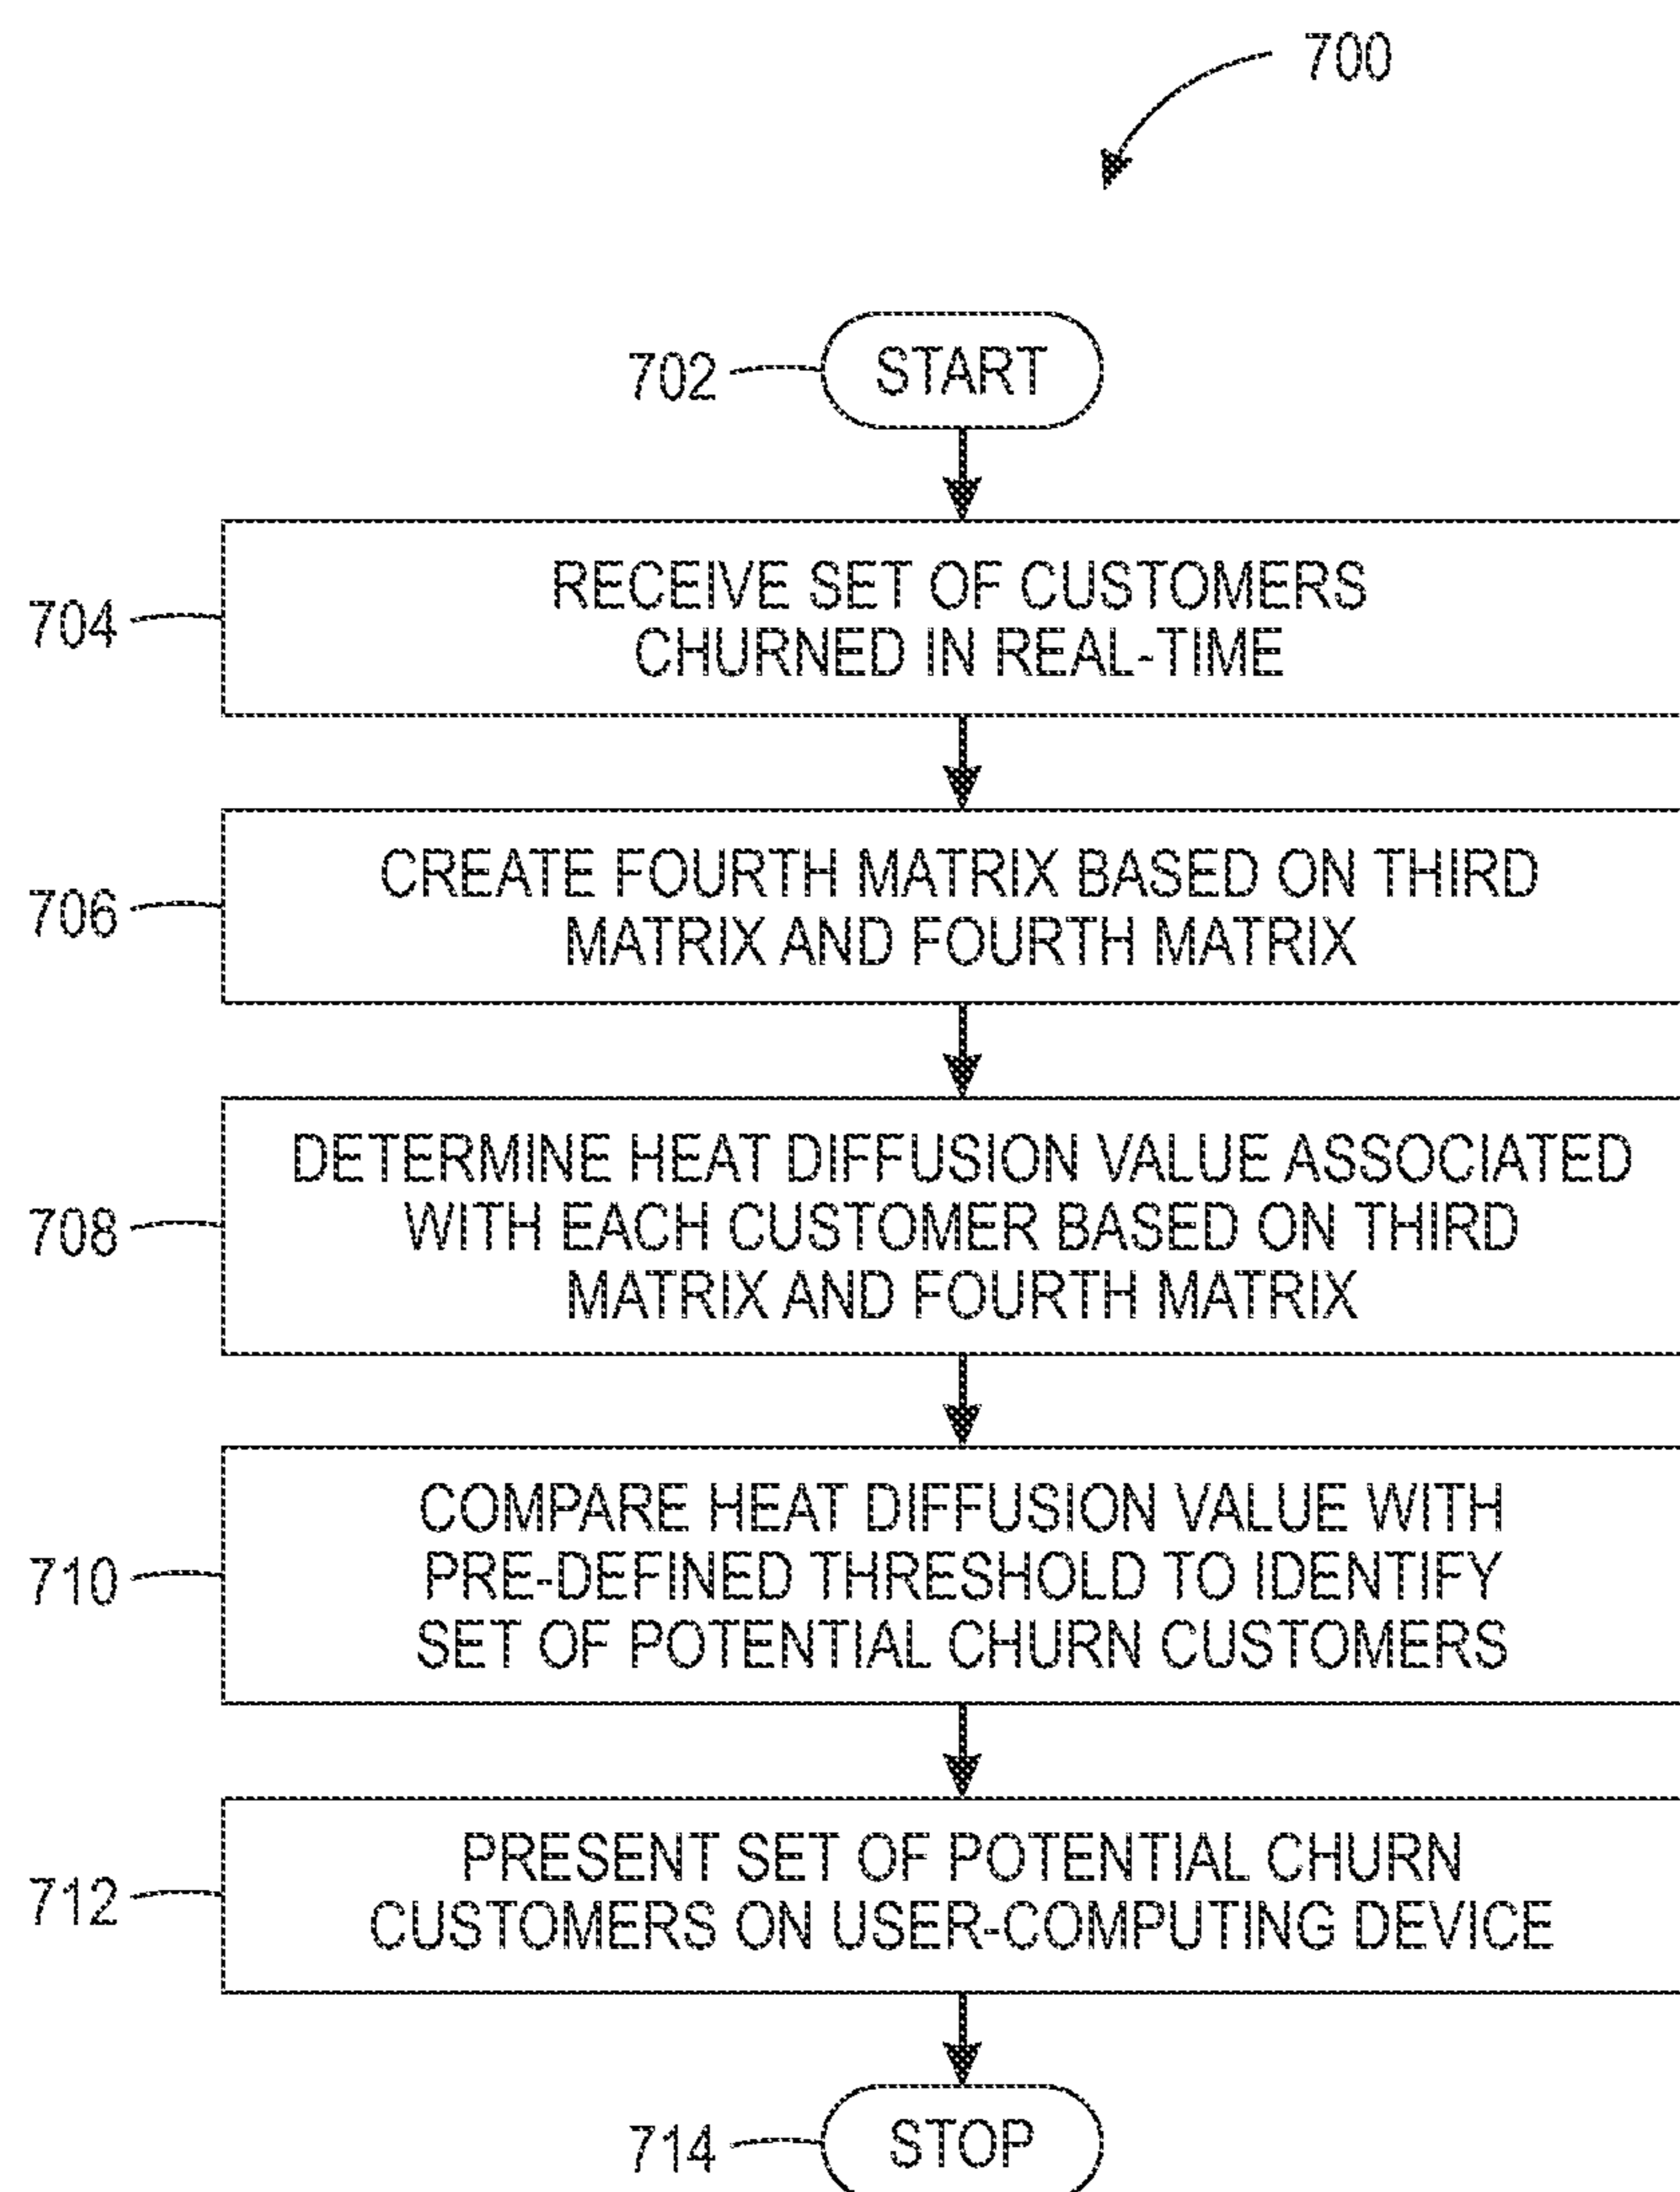 700
702
START
704
RECEIVE SET OF CUSTOMERS
CHURNED IN REAL-TIME
706
CREATE FOURTH MATRIX BASED ON THIRD
MATRIX AND FOURTH MATRIX
708
DETERMINE HEAT DIFFUSION VALUE ASSOCIATED
WITH EACH CUSTOMER BASED ON THIRD
MATRIX AND FOURTH MATRIX
710
COMPARE HEAT DIFFUSION VALUE WITH
PRE-DEFINED THRESHOLD TO IDENTIFY
SET OF POTENTIAL CHURN CUSTOMERS
712
PRESENT SET OF POTENTIAL CHURN
CUSTOMERS ON USER-COMPUTING DEVICE
714
STOP